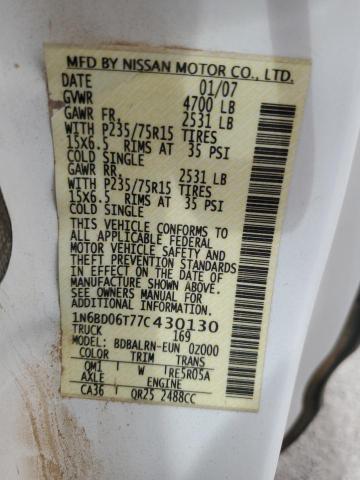 MFD BY NISSAN MOTOR CO., LTD.
DATE 01/07
GVWR 4700 LB
GAWR FR, 2531 LB
WITH P235/75R15 TIRES
15X6.5 RIMS AT 35 PSI
COLD SINGLE
GAWR RR, 2531 LB
WITH P235/75R15 TIRES
15X6.5 RIMS AT 35 PSI
COLD SINGLE
THIS VEHICLE CONFORMS TO
ALL APPLICABLE FEDERAL
MOTOR VEHICLE SAFETY AND
THEFT PREVENTION STANDARDS
IN EFFECT ON THE DATE OF
MANUFACTURE SHOWN ABOVE.
SEE OWNERS MANUAL FOR
ADDITIONAL INFORMATION
1N6BD06T77C430130
TRUCK 169
MODEL: BDBALRN-EUN 0Z000
COLOR TRIM TRANS
QM1 W RE5R05A
AXLE ENGINE
CA36 QR25 2488CC